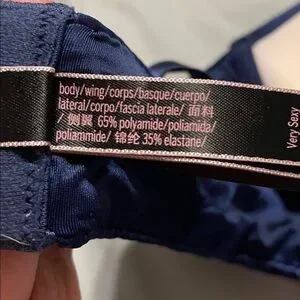 body/wing/corps/basque/cuerpo/
lateral/corpo/fascia laterale/ 面料
/ 侧翼 65% polyamide/poliamida/
poliammide/ 锦纶 35% elastane/
Very Sexy